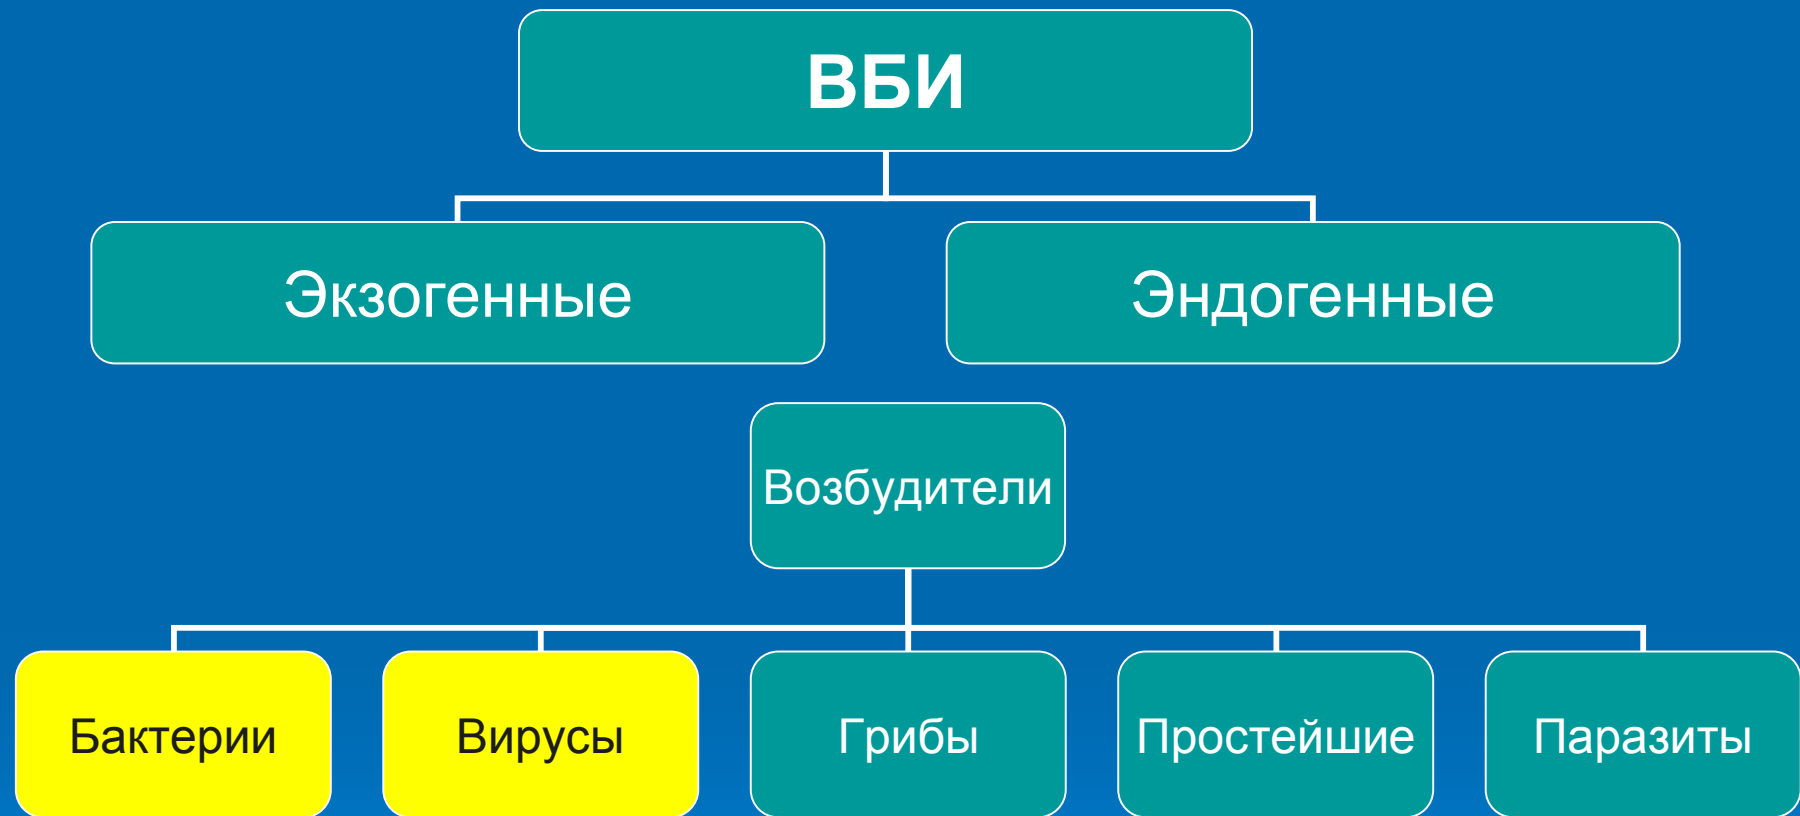 ВБИ
Экзогенные
Эндогенные
Возбудители
Бактерии
Вирусы
Грибы
Простейшие
Паразиты